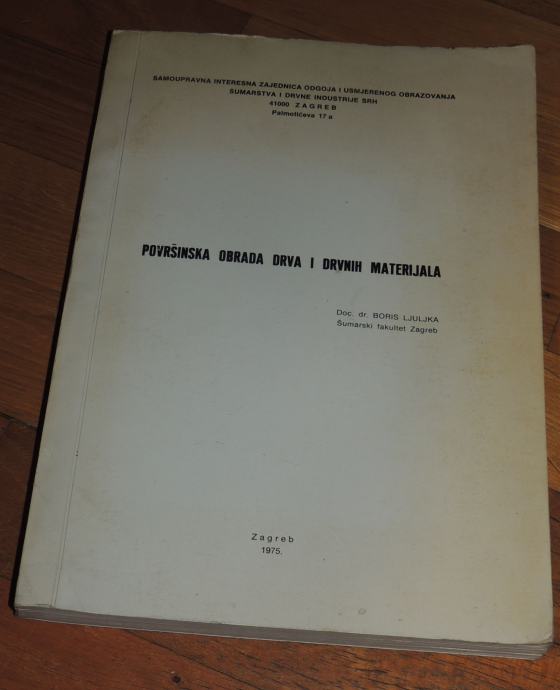 SAMOUPRAVNA INTERESNA ZAJEDNICA ODGOJA I USMJERENOG OBRAZOVANJA
ŠUMARSTVA I DRVNE INDUSTRIJE SRH
41000 ZAGREB
Palmotićeva 17a
POVRŠINSKA OBRADA DRVA I DRVNIH MATERIJALA
Doc. dr. BORIS LJULJKA
Šumarski fakultet Zagreb
Zagreb
1975.